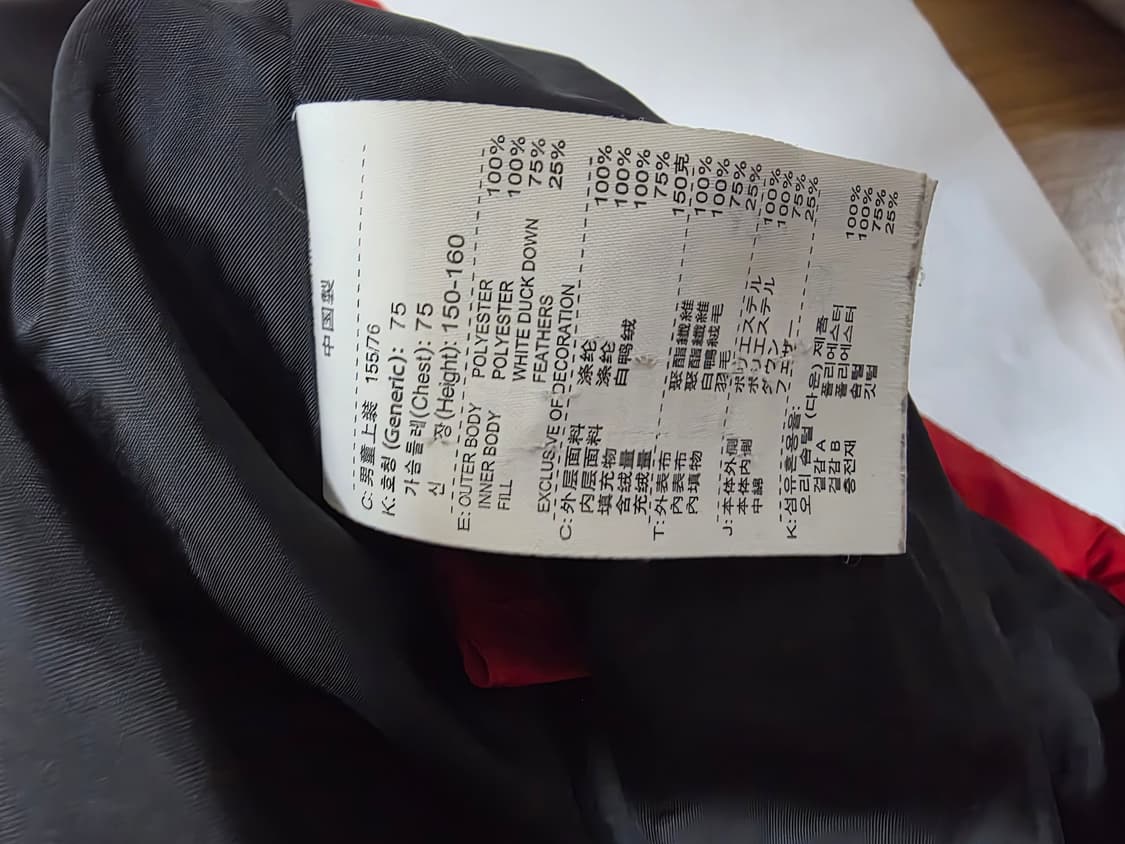 中国製
C: 男童上装 155/76
K: 호칭 (Generic): 75
가슴둘레(Chest): 75
신 장(Height): 150-160
E: OUTER BODY POLYESTER 100%
INNER BODY POLYESTER 100%
FILL WHITE DUCK DOWN 75%
FEATHERS 25%
EXCLUSIVE OF DECORATION
C: 外层面料 涤纶 100%
内层面料 涤纶 100%
填充物 白鸭绒 100%
含绒量 75%
充绒量 150克
T: 外装布 聚酯纖維 100%
内装布 聚酯纖維 100%
内填物 白鴨絨毛 75%
羽毛 25%
J: 本体外側 ポリエステル 100%
本体内側 ポリエステル 100%
中綿 ダウン 75%
フェザー 25%
K: 섬유혼용율:
오리 솜털 (다운) 제품
겉감 A 폴리에스터 100%
겉감 B 폴리에스터 100%
충전재 솜털 75%
깃털 25%